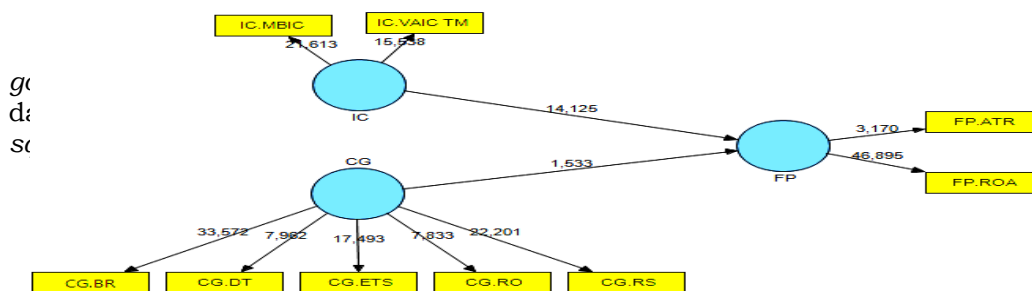 IC.MBIC
IC.VAIC TM
21,613
15,538
IC
14,125
FP.ATR
3,170
46,895
FP
FP.ROA
CG
1,533
33,572
7,962
17,493
7,833
22,201
CG.BR
CG.DT
CG.ETS
CG.RO
CG.RS